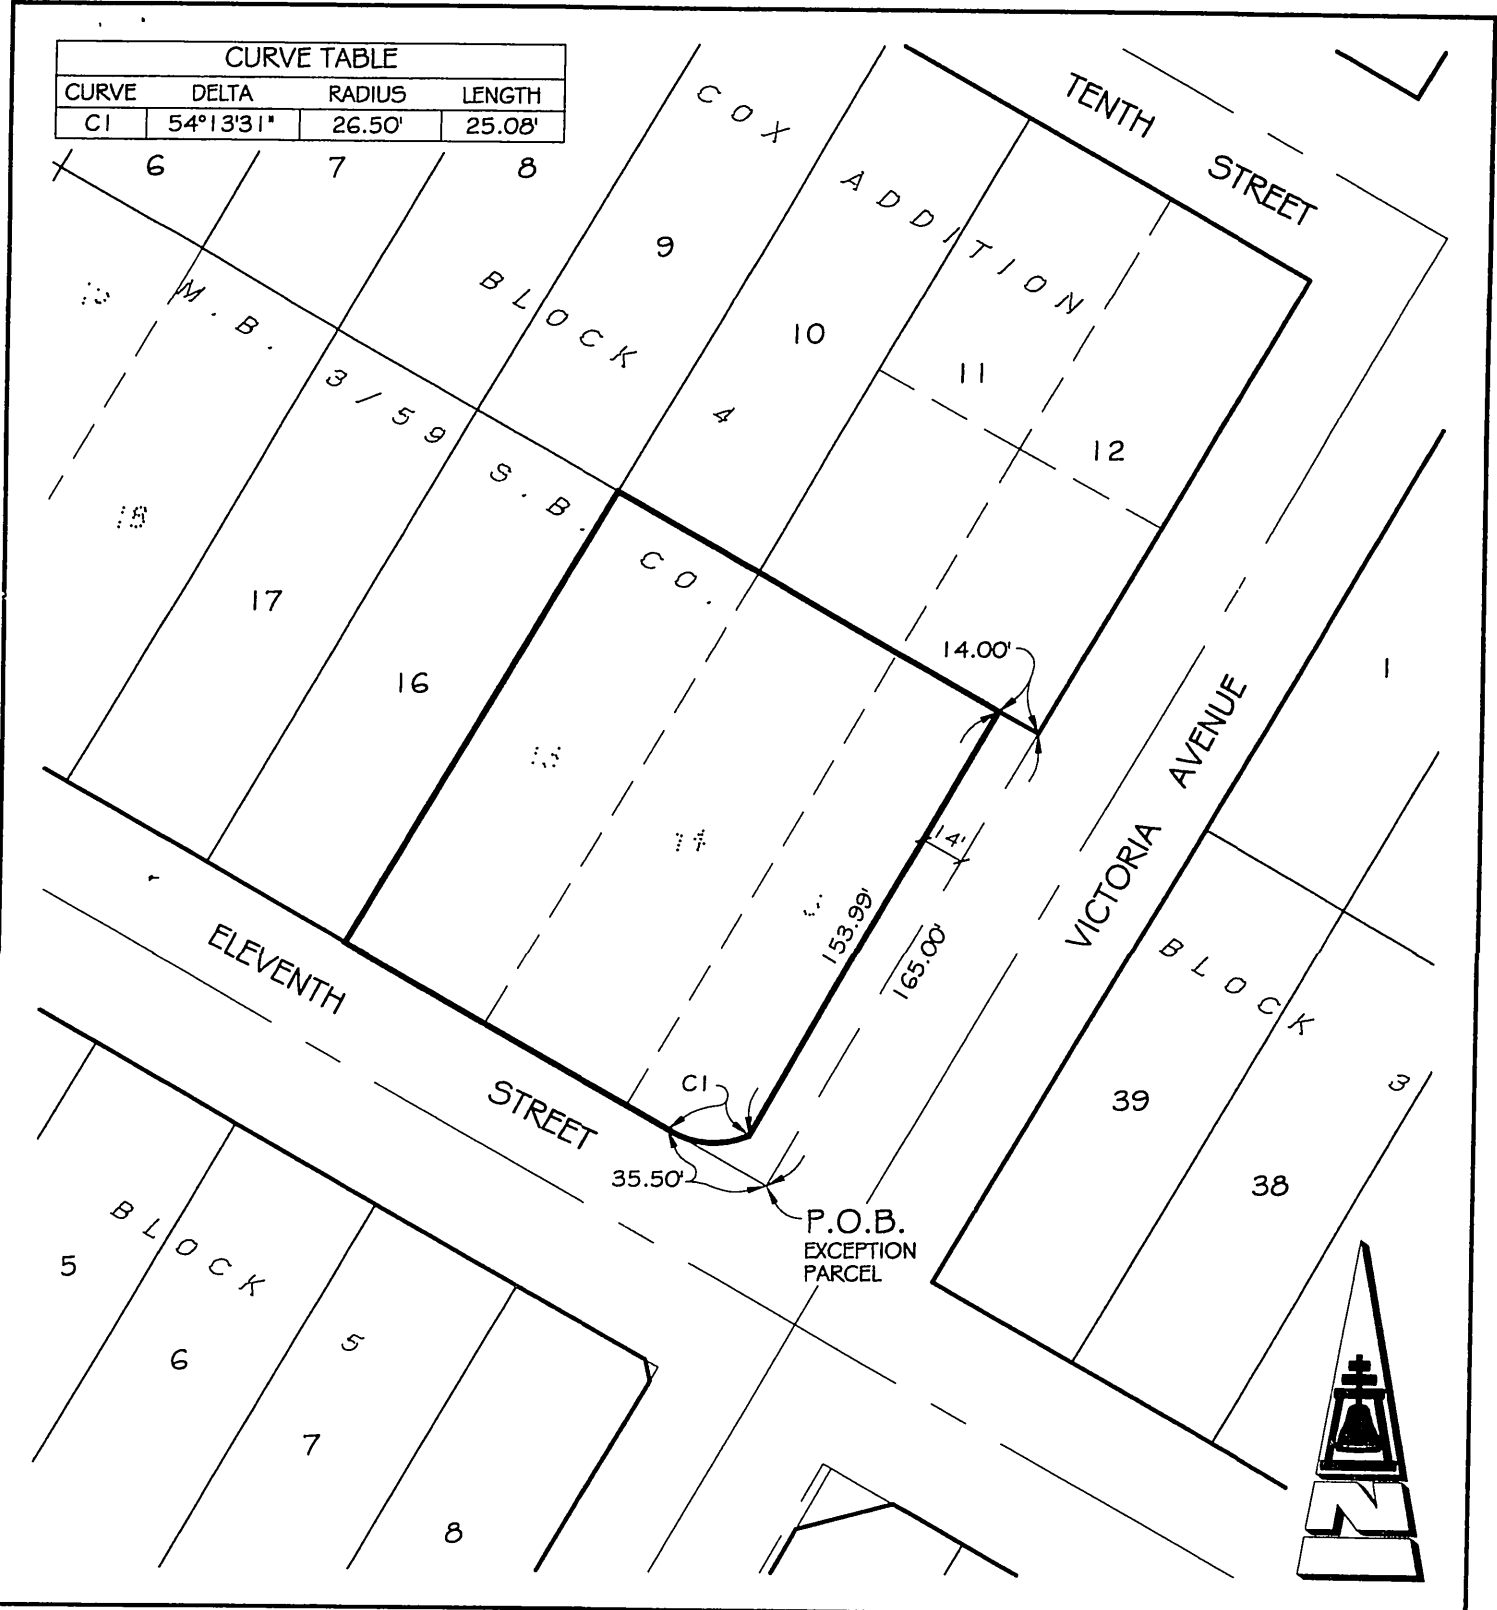 CURVE TABLE
CURVE DELTA RADIUS LENGTH
C1 54°13'31" 26.50' 25.08'
6 7 8
COX
ADDITION
TENTH
STREET
9
BLOCK
4
10
11
12
M.B.
3/59
S.B.
CO.
18
17
16
14
14.00'
1
VICTORIA AVENUE
14'
153.99'
165.00'
ELEVENTH
STREET
C1
35.50'
P.O.B.
EXCEPTION
PARCEL
BLOCK
3
39
38
BLOCK
5
5
6
7
8
N